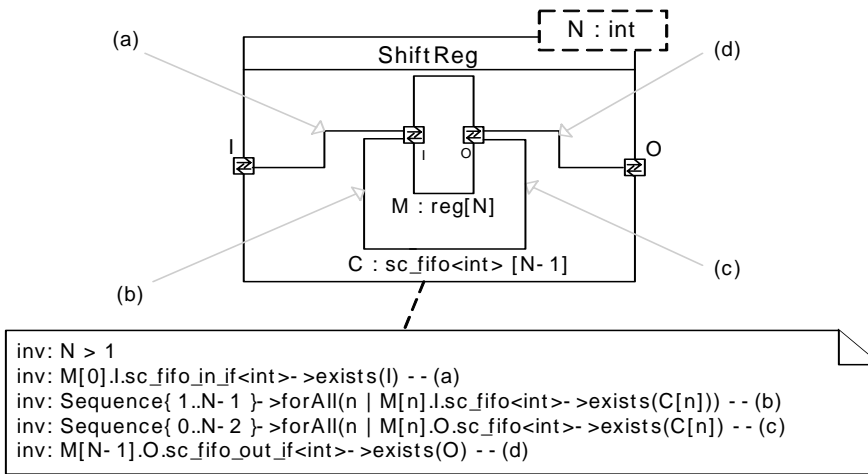 N : int
(a)
(d)
ShiftReg
I
O
I
O
M : reg[N]
C : sc_fifo<int> [N-1]
(b)
(c)
inv: N > 1
inv: M[0].I.sc_fifo_in_if<int>->exists(I) -- (a)
inv: Sequence{ 1..N-1 }->forAll(n | M[n].I.sc_fifo<int>->exists(C[n])) -- (b)
inv: Sequence{ 0..N-2 }->forAll(n | M[n].O.sc_fifo<int>->exists(C[n]) -- (c)
inv: M[N-1].O.sc_fifo_out_if<int>->exists(O) -- (d)